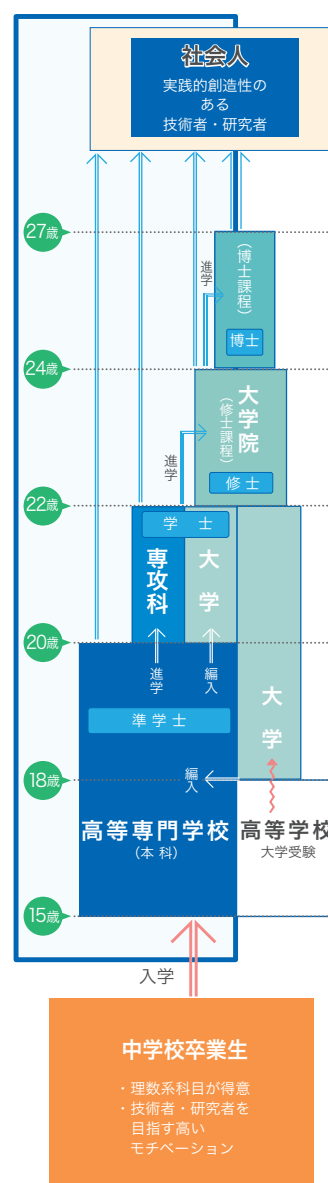 社会人
実践的創造性の
ある
技術者・研究者
27歳
（博士課程）
進学
博士
24歳
大学院
（修士課程）
進学
修士
22歳
学 士
専攻科
大学
20歳
進学
編入
準学士
大学
18歳
編入
高等専門学校
（本科）
高等学校
大学受験
15歳
入学
中学校卒業生
・理数系科目が得意
・技術者・研究者を
目指す高い
モチベーション